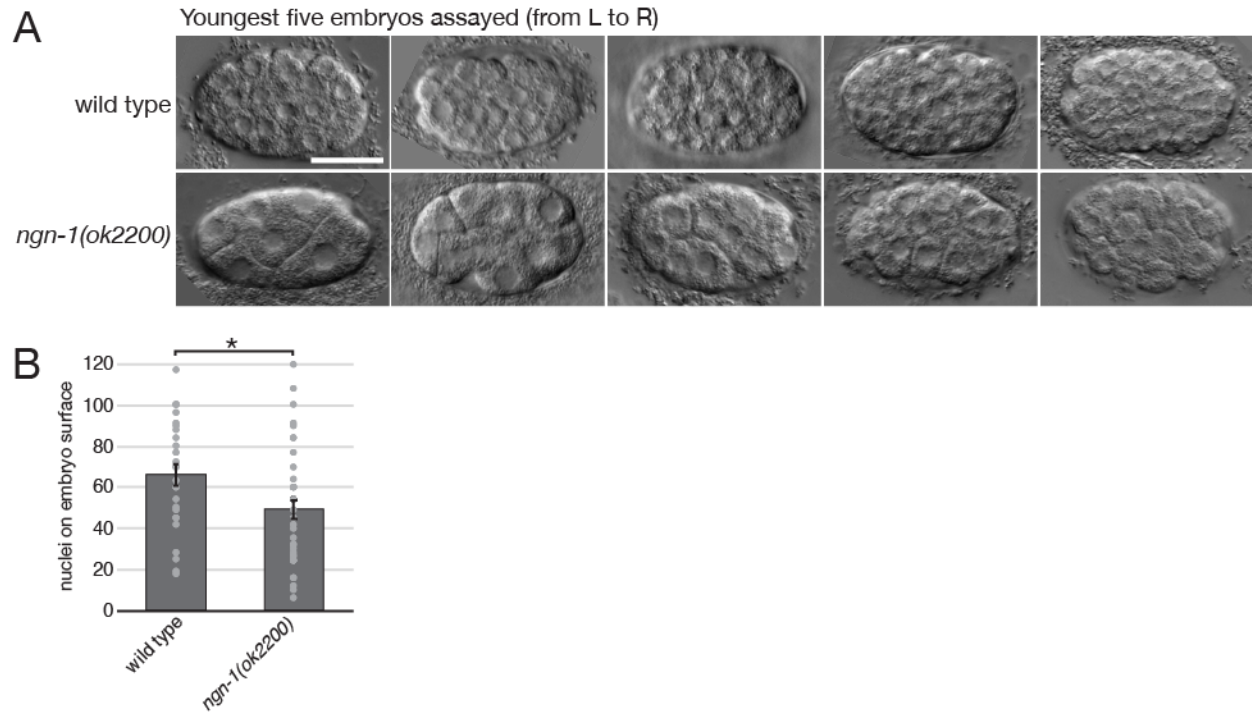 A
Youngest five embryos assayed (from L to R)
wild type
ngn-1(ok2200)
B
*
120
100
80
60
40
20
0
nuclei on embryo surface
wild type
ngn-1(ok2200)